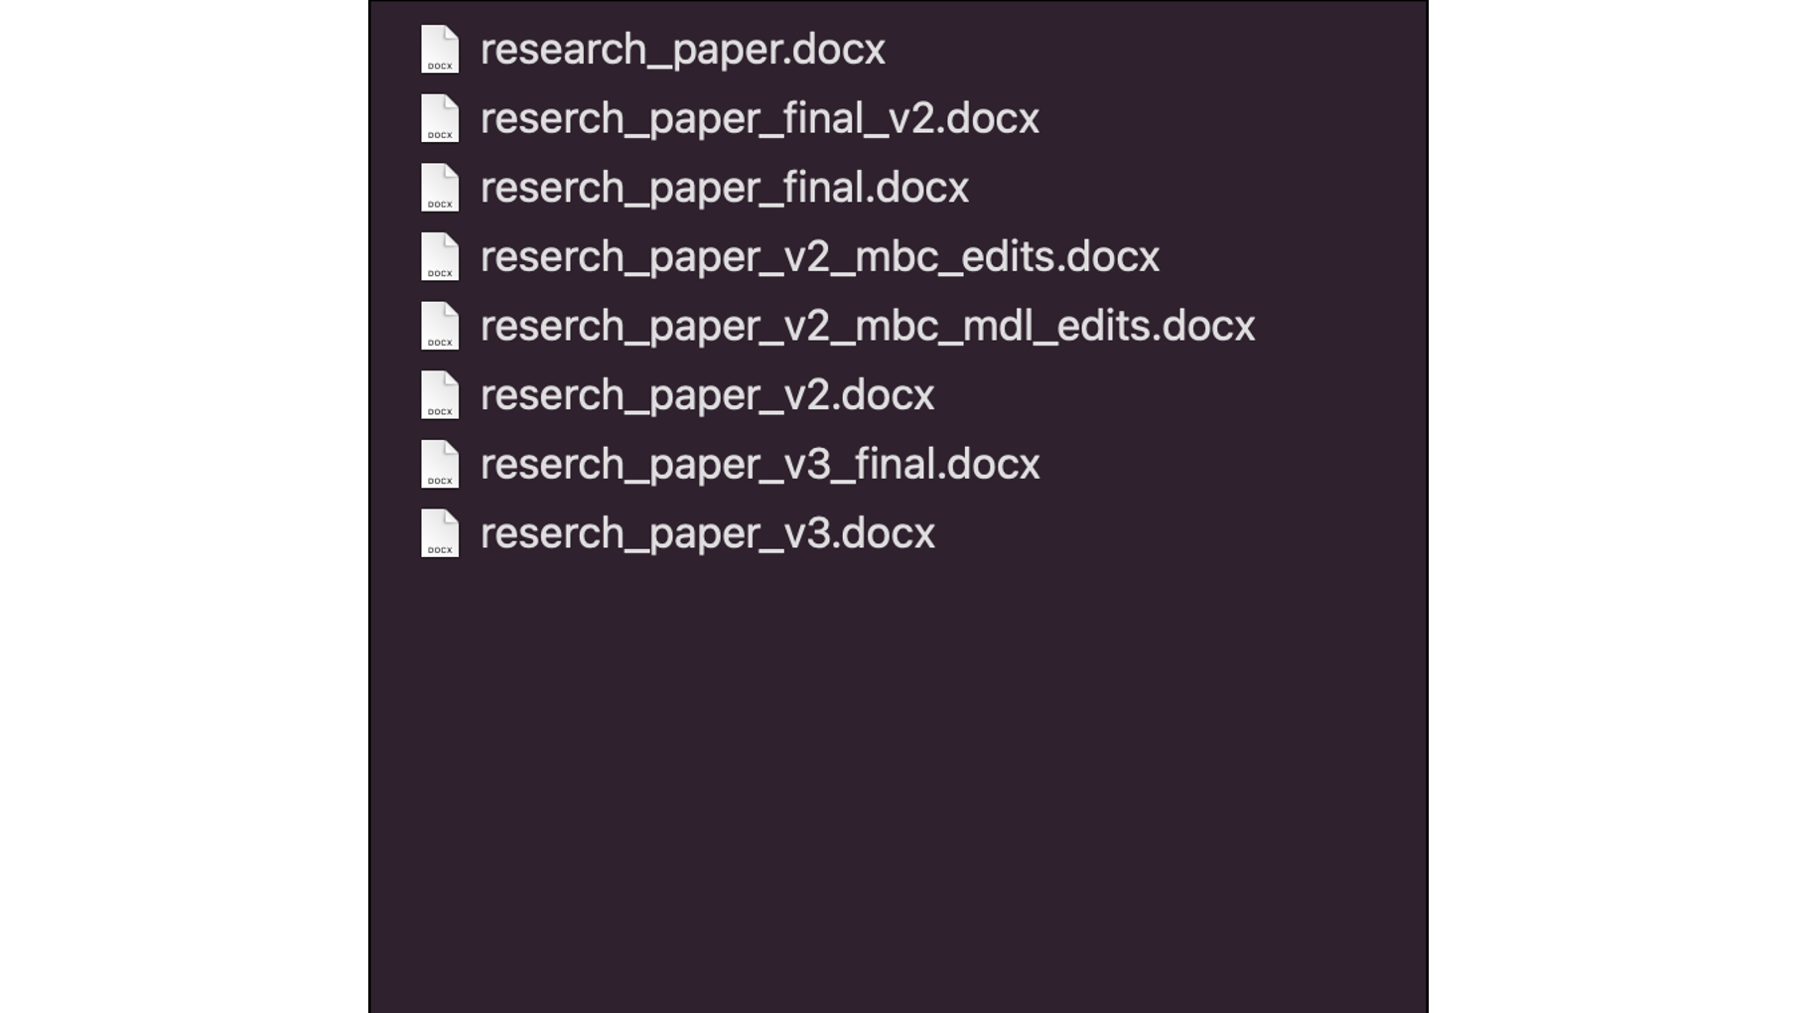 DOCX research_paper.docx
DOCX reserch_paper_final_v2.docx
DOCX reserch_paper_final.docx
DOCX reserch_paper_v2_mbc_edits.docx
DOCX reserch_paper_v2_mbc_mdl_edits.docx
DOCX reserch_paper_v2.docx
DOCX reserch_paper_v3_final.docx
DOCX reserch_paper_v3.docx